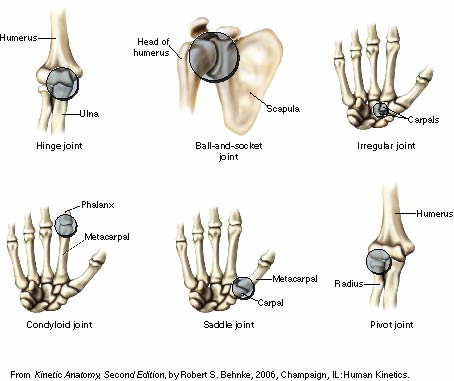 Humerus
Ulna
Hinge joint
Head of
humerus
Scapula
Ball-and-socket
joint
Carpals
Irregular joint
Phalanx
Metacarpal
Condyloid joint
Metacarpal
Carpal
Saddle joint
Humerus
Radius
Pivot joint
From Kinetic Anatomy, Second Edition, by Robert S. Behnke, 2006, Champaign, IL: Human Kinetics.